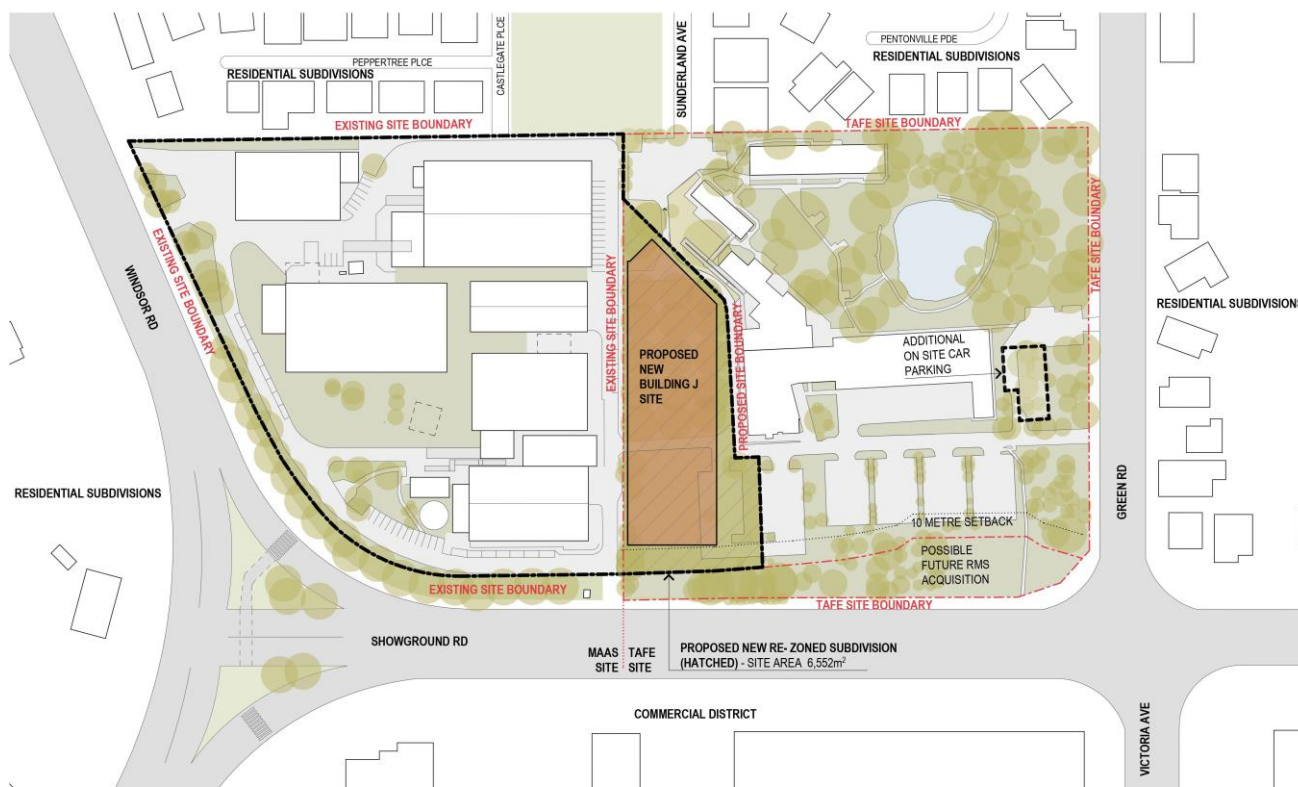 PEPPERTREE PLCE
RESIDENTIAL SUBDIVISIONS
CASTLEGATE PLCE
SUNDERLAND AVE
PENTONVILLE PDE
RESIDENTIAL SUBDIVISIONS
EXISTING SITE BOUNDARY
TAFE SITE BOUNDARY
WINDSOR RD
EXISTING SITE BOUNDARY
EXISTING SITE BOUNDARY
PROPOSED
NEW
BUILDING J
SITE
PROPOSED SITE BOUNDARY
ADDITIONAL
ON SITE CAR
PARKING
TAFE SITE BOUNDARY
RESIDENTIAL SUBDIVISIONS
GREEN RD
RESIDENTIAL SUBDIVISIONS
10 METRE SETBACK
POSSIBLE
FUTURE RMS
ACQUISITION
EXISTING SITE BOUNDARY
TAFE SITE BOUNDARY
SHOWGROUND RD
MAAS
SITE
TAFE
SITE
PROPOSED NEW RE- ZONED SUBDIVISION
(HATCHED) - SITE AREA 6,552m²
COMMERCIAL DISTRICT
VICTORIA AVE